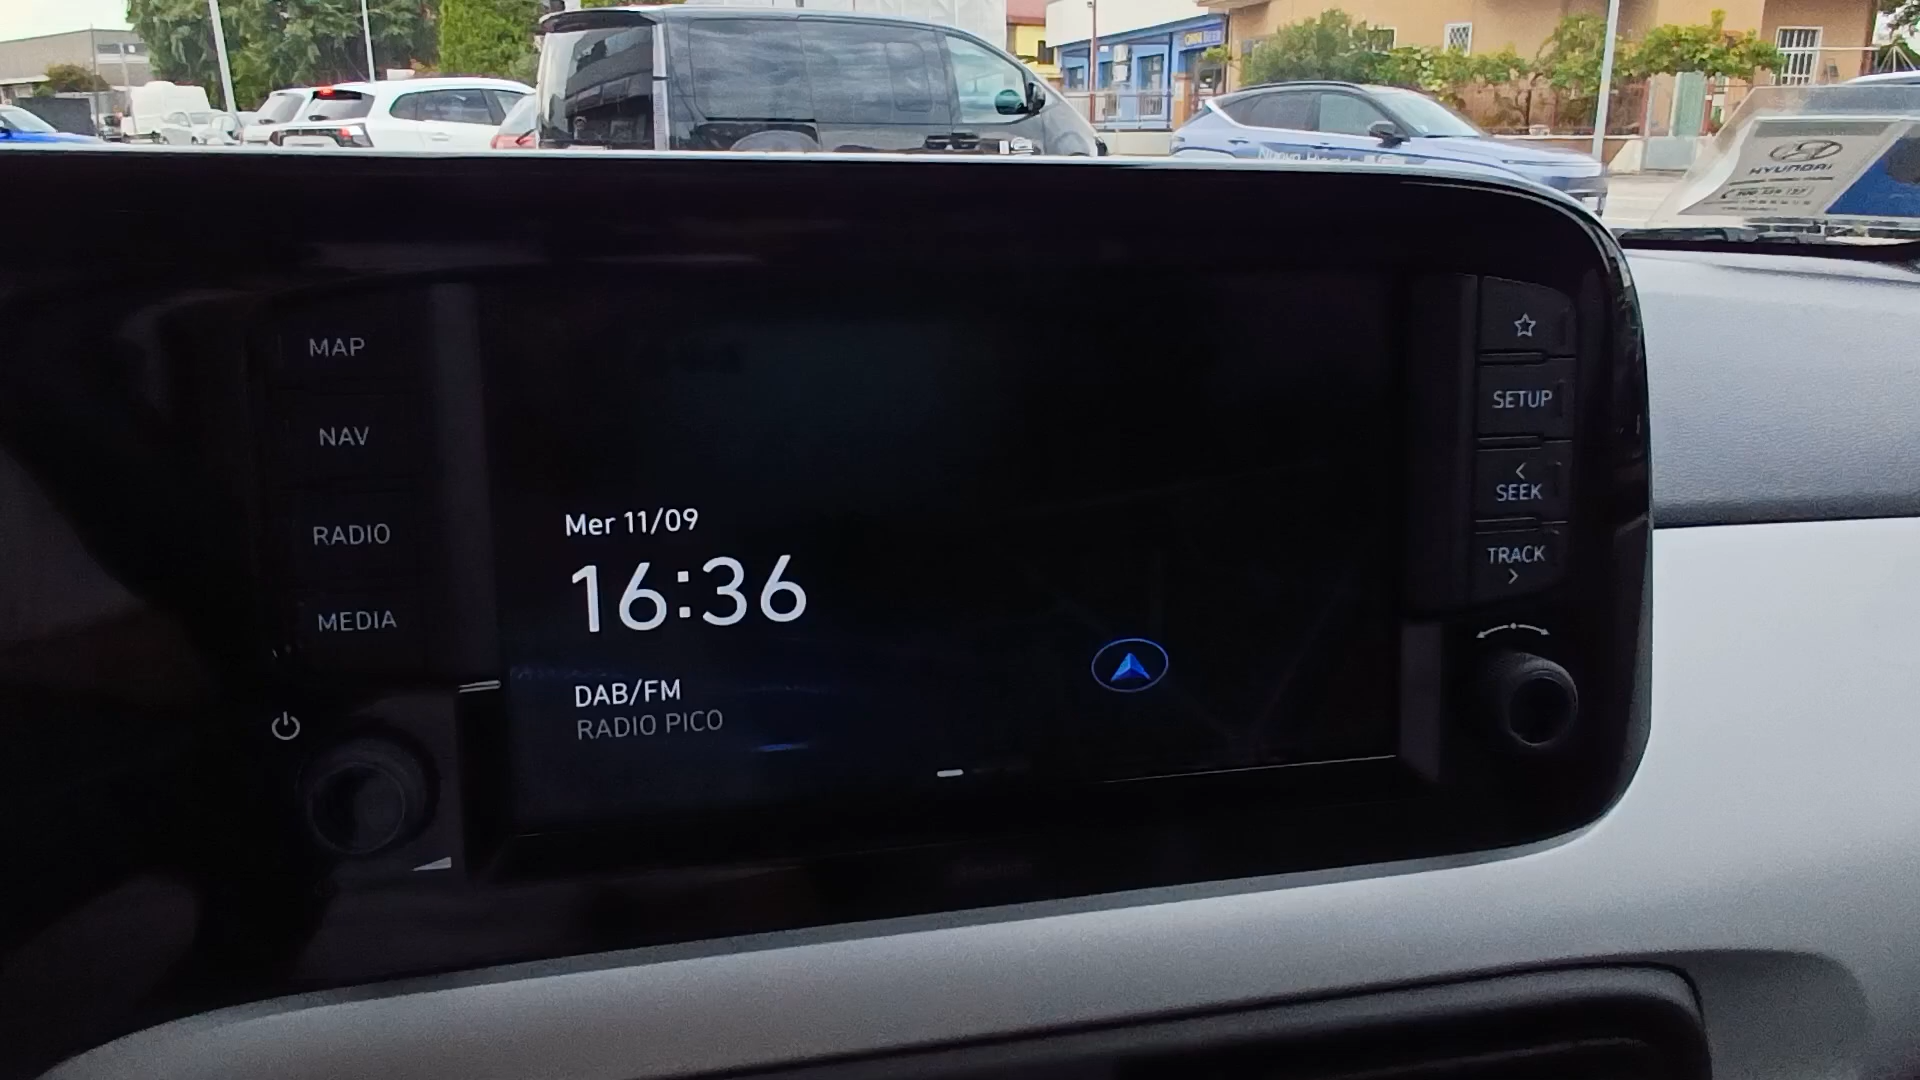 HYUNDAI
MAP
NAV
RADIO
MEDIA
Mer 11/09
16:36
DAB/FM
RADIO PICO
SETUP
<
SEEK
TRACK
>